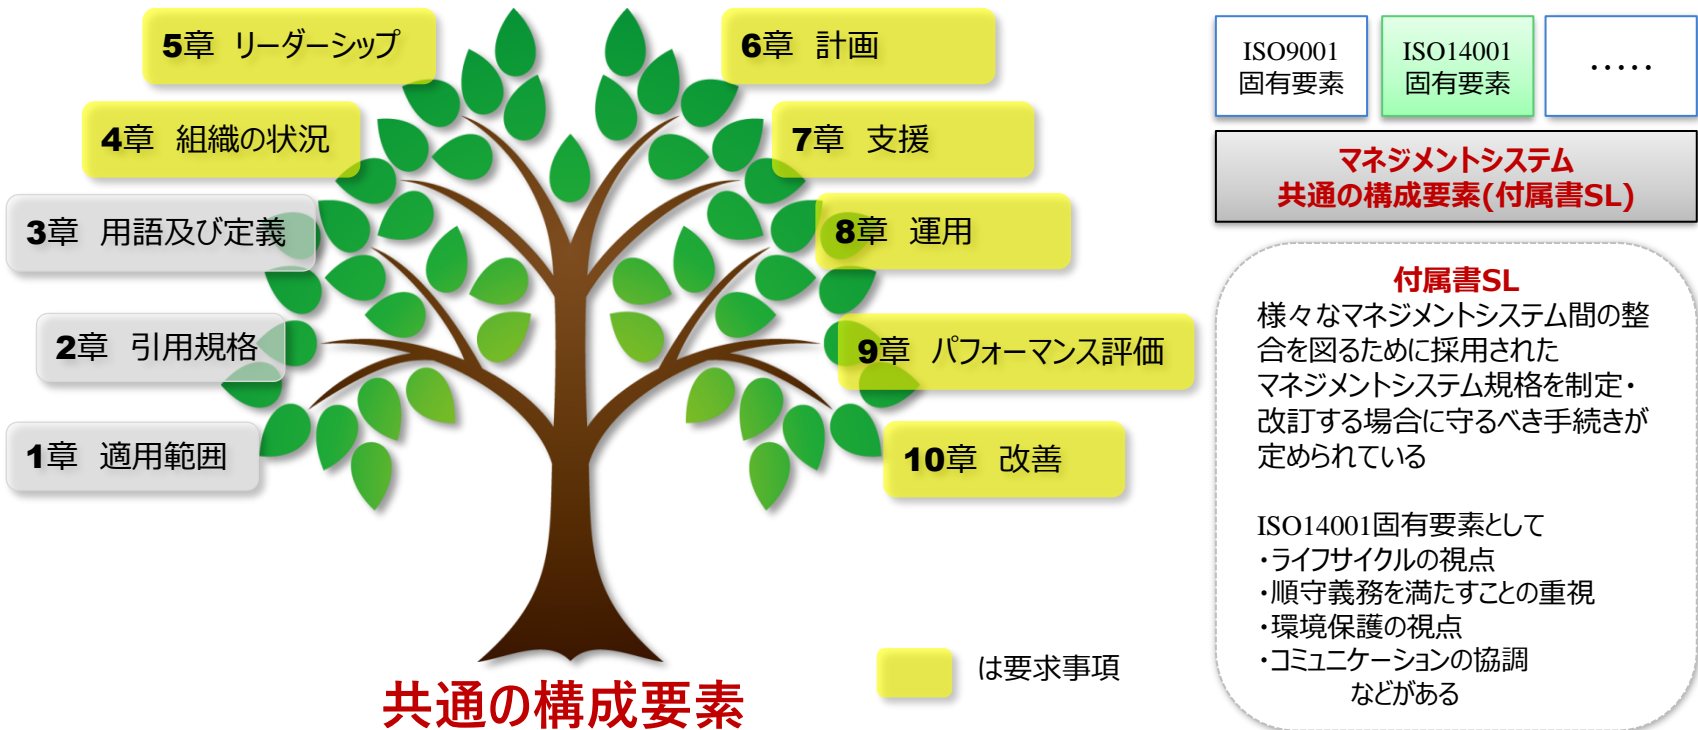 5章 リーダーシップ
4章 組織の状況
3章 用語及び定義
2章 引用規格
1章 適用範囲
6章 計画
7章 支援
8章 運用
9章 パフォーマンス評価
10章 改善
共通の構成要素
は要求事項
ISO9001
固有要素
ISO14001
固有要素
・・・・・
マネジメントシステム
共通の構成要素(付属書SL)
付属書SL
様々なマネジメントシステム間の整
合を図るために採用された
マネジメントシステム規格を制定・
改訂する場合に守るべき手続きが
定められている
ISO14001固有要素として
・ライフサイクルの視点
・順守義務を満たすことの重視
・環境保護の視点
・コミュニケーションの協調
などがある